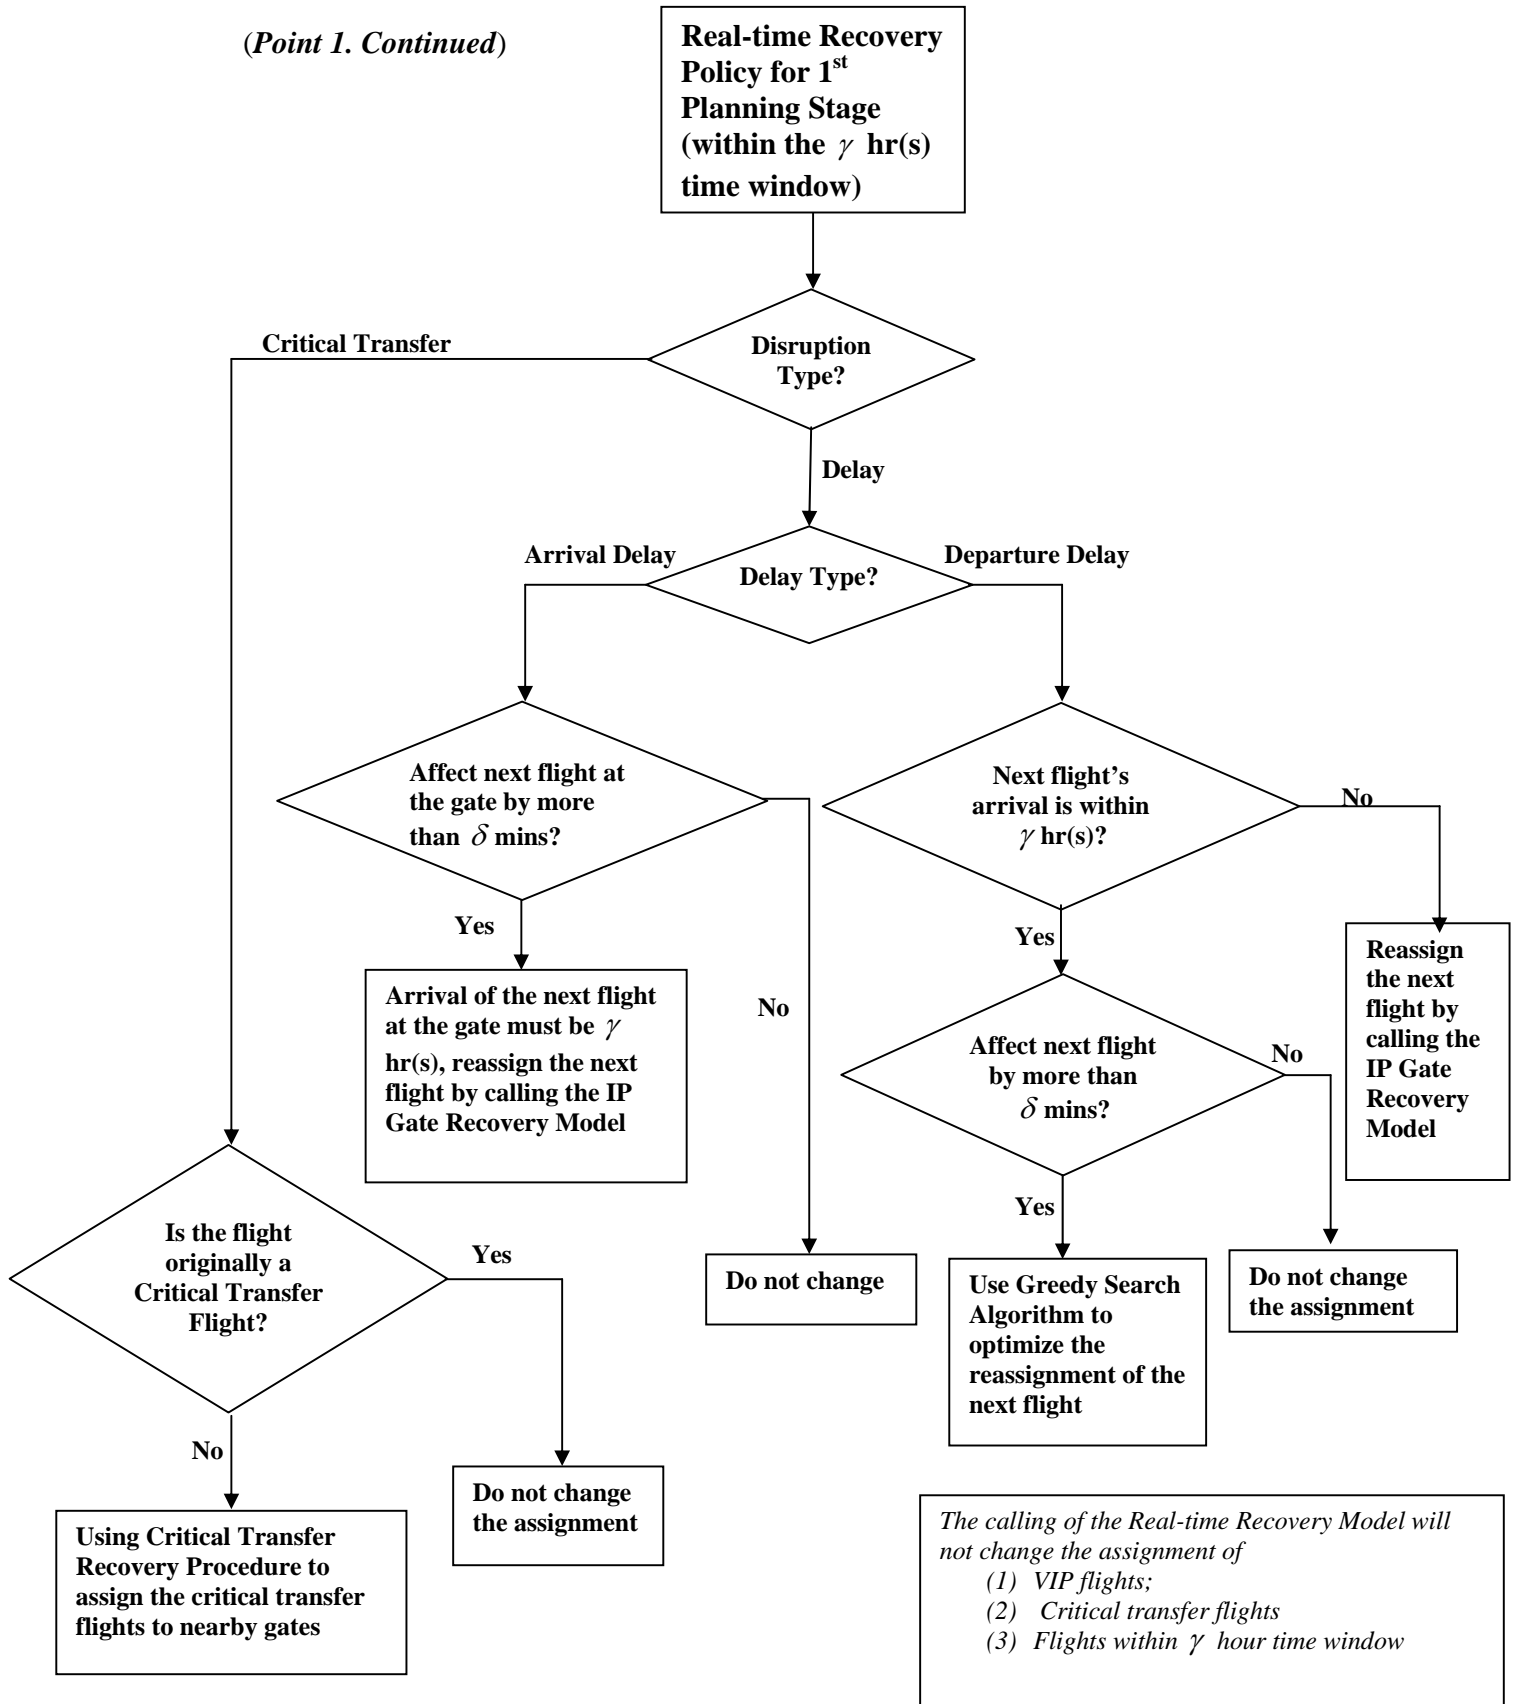 (Point 1. Continued)
Real-time Recovery
Policy for 1st
Planning Stage
(within the γ hr(s)
time window)
Disruption
Type?
Critical Transfer
Delay
Delay Type?
Arrival Delay
Departure Delay
Affect next flight at
the gate by more
than δ mins?
Next flight’s
arrival is within
γ hr(s)?
No
Yes
Yes
Arrival of the next flight
at the gate must be γ
hr(s), reassign the next
flight by calling the IP
Gate Recovery Model
No
Affect next flight
by more than
δ mins?
No
Reassign
the next
flight by
calling the
IP Gate
Recovery
Model
Is the flight
originally a
Critical Transfer
Flight?
Yes
Yes
Do not change
Use Greedy Search
Algorithm to
optimize the
reassignment of the
next flight
Do not change
the assignment
No
Do not change
the assignment
Using Critical Transfer
Recovery Procedure to
assign the critical transfer
flights to nearby gates
The calling of the Real-time Recovery Model will
not change the assignment of
(1) VIP flights;
(2) Critical transfer flights
(3) Flights within γ hour time window